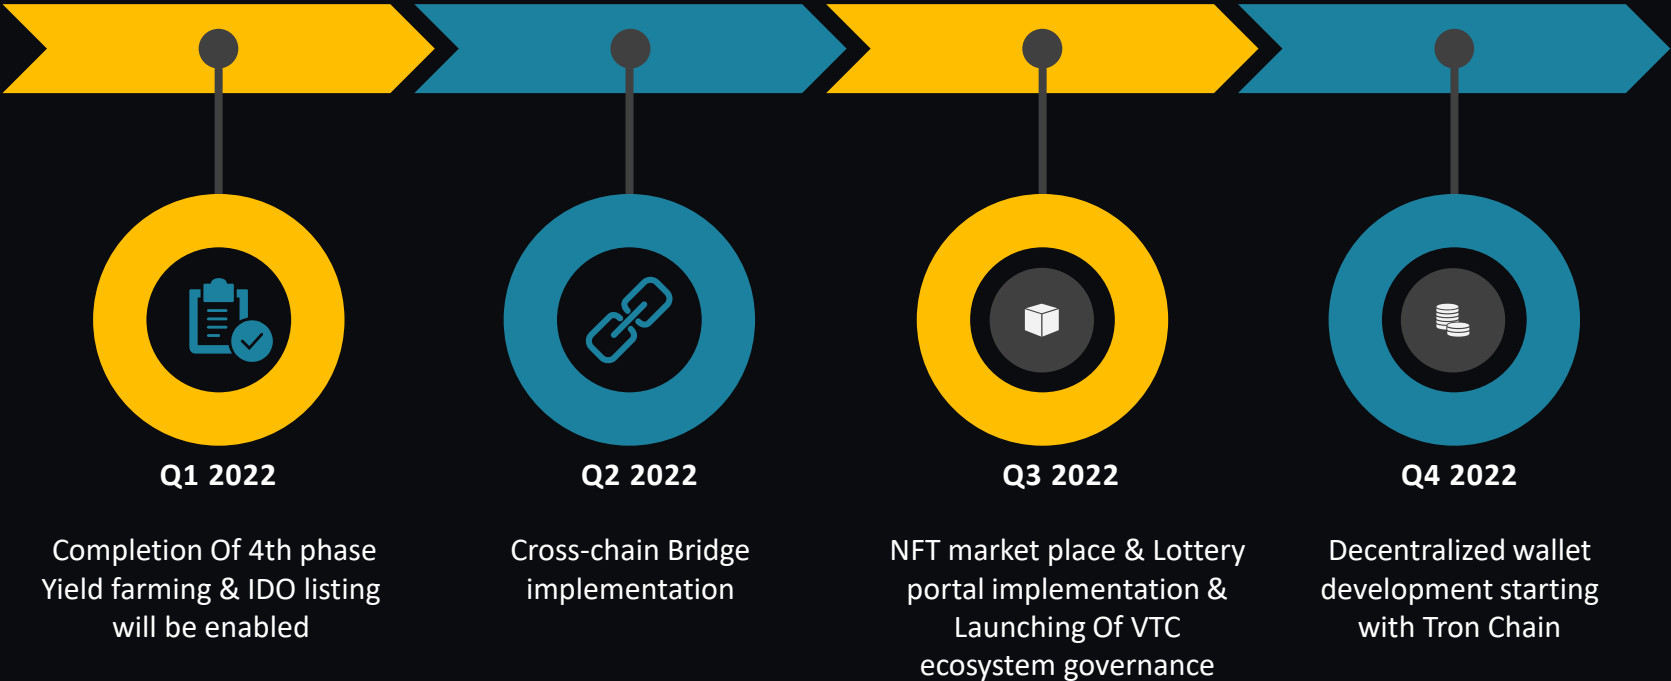 Q1 2022
Completion Of 4th phase
Yield farming & IDO listing
will be enabled
Q2 2022
Cross-chain Bridge
implementation
Q3 2022
NFT market place & Lottery
portal implementation &
Launching Of VTC
ecosystem governance
Q4 2022
Decentralized wallet
development starting
with Tron Chain